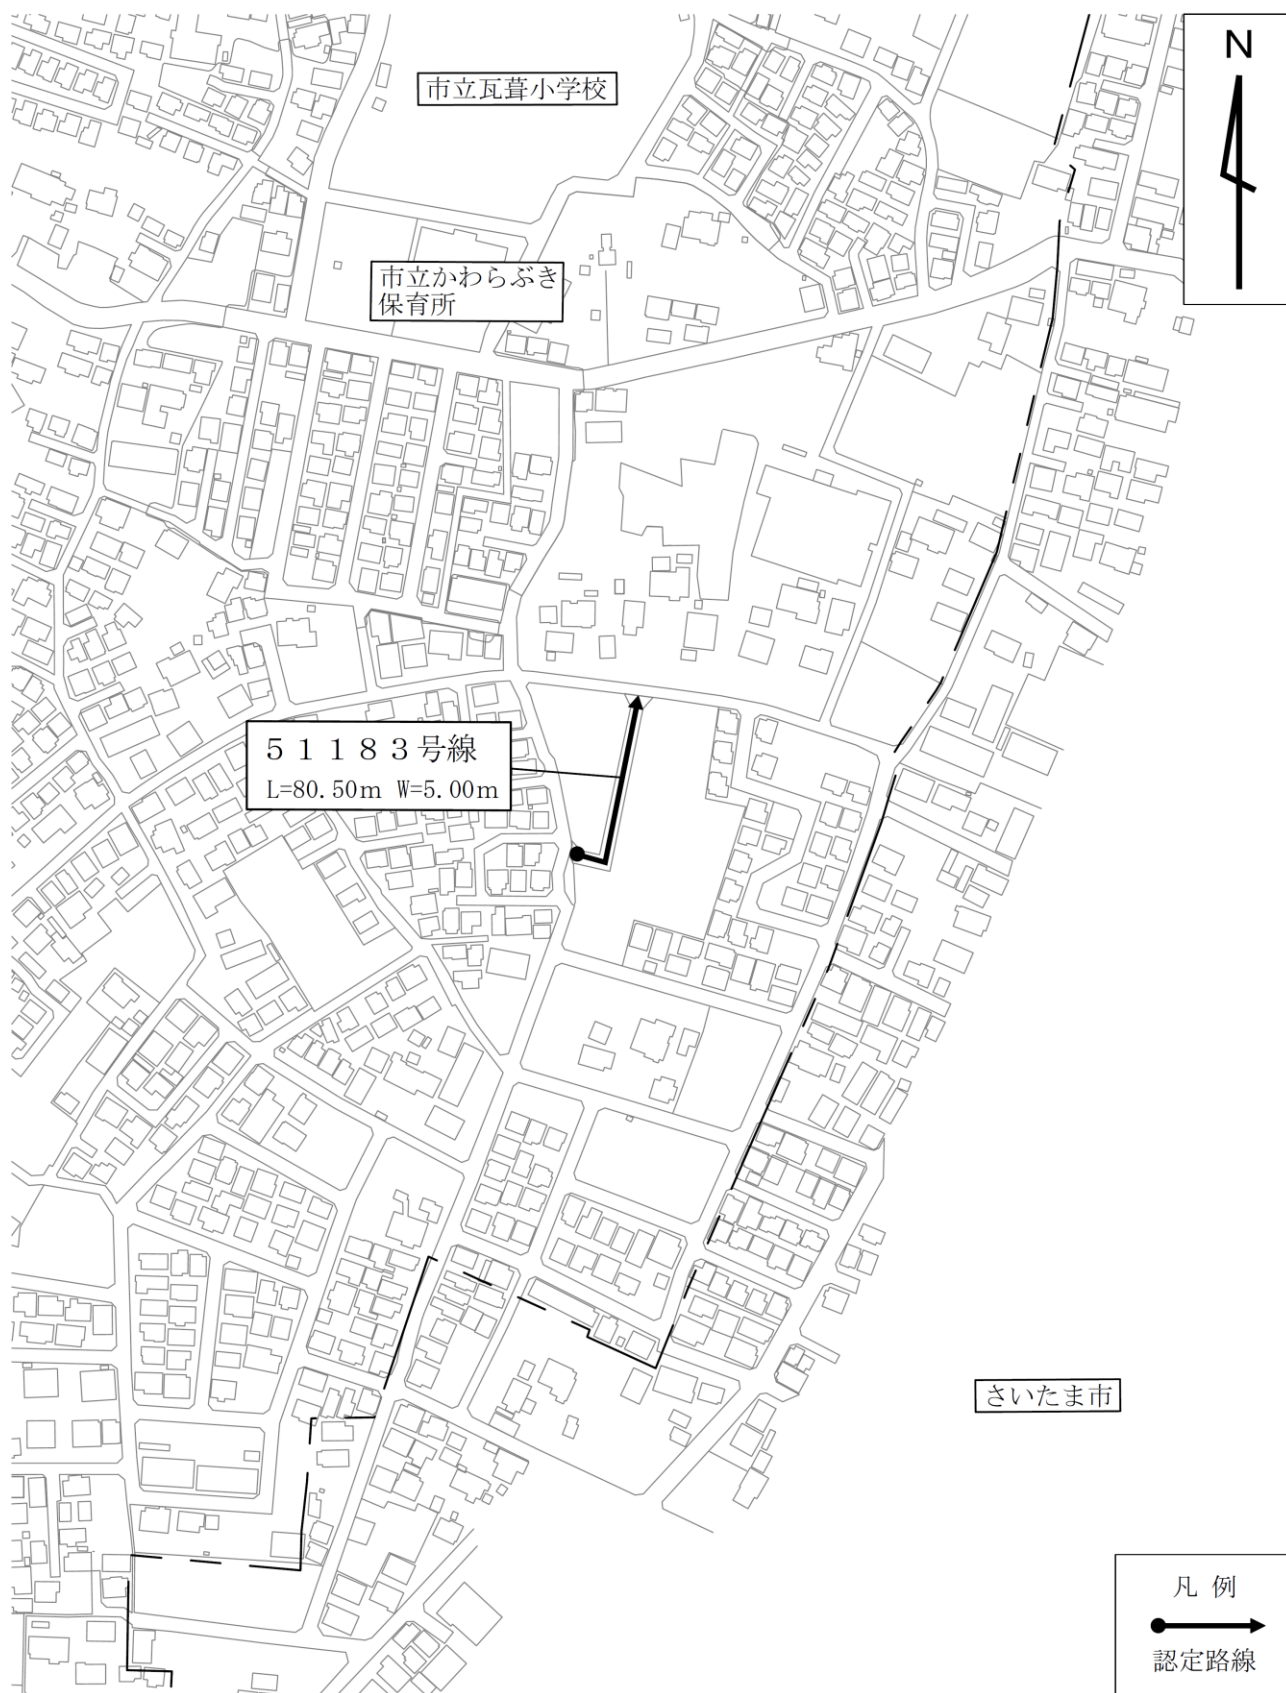 N
市立瓦葺小学校
市立かわらぶき
保育所
５１１８３号線
L=80.50m W=5.00m
さいたま市
凡 例
認定路線